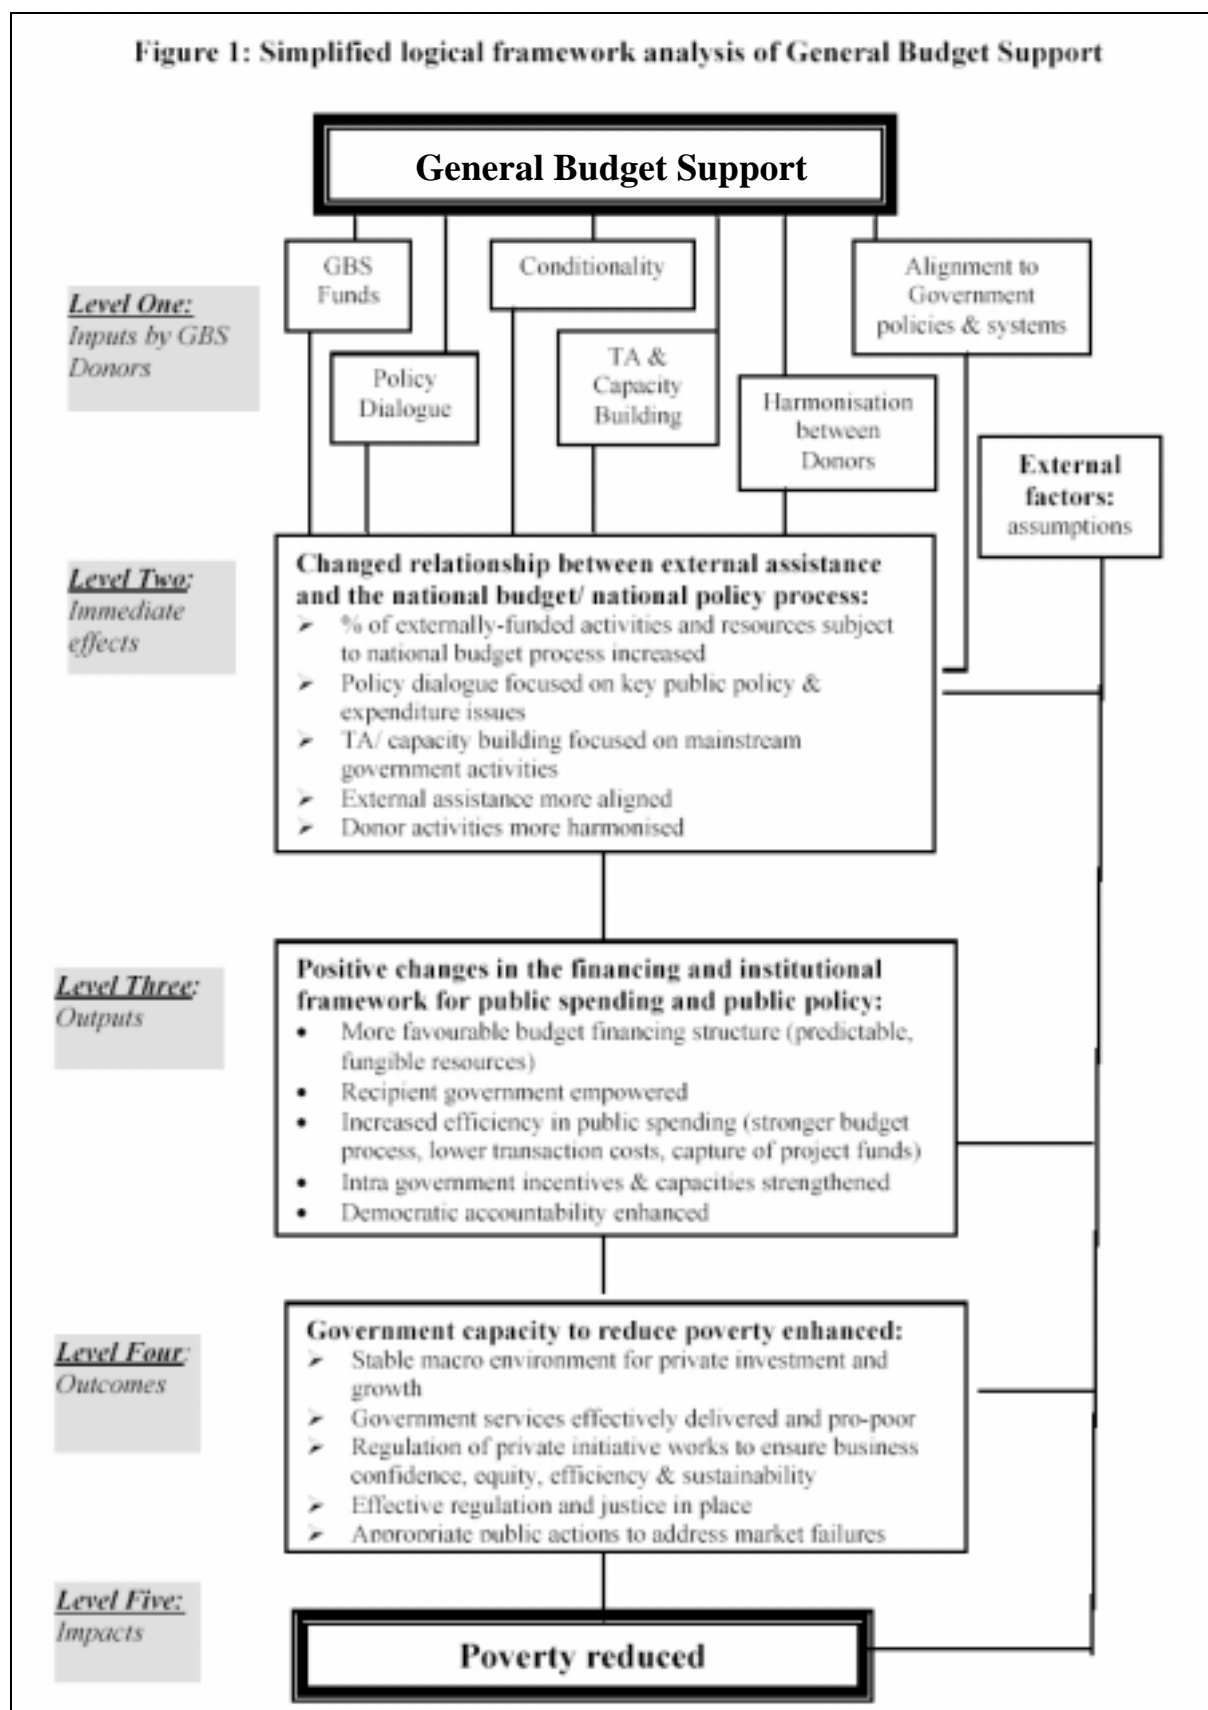 Figure 1: Simplified logical framework analysis of General Budget Support
General Budget Support
Level One:
Inputs by GBS
Donors
GBS
Funds
Policy
Dialogue
Conditionality
TA &
Capacity
Building
Harmonisation
between
Donors
Alignment to
Government
policies & systems
External
factors:
assumptions
Level Two:
Immediate
effects
Changed relationship between external assistance
and the national budget/ national policy process:
➢ % of externally-funded activities and resources subject
to national budget process increased
➢ Policy dialogue focused on key public policy &
expenditure issues
➢ TA/ capacity building focused on mainstream
government activities
➢ External assistance more aligned
➢ Donor activities more harmonised
Level Three:
Outputs
Positive changes in the financing and institutional
framework for public spending and public policy:
• More favourable budget financing structure (predictable,
fungible resources)
• Recipient government empowered
• Increased efficiency in public spending (stronger budget
process, lower transaction costs, capture of project funds)
• Intra government incentives & capacities strengthened
• Democratic accountability enhanced
Level Four:
Outcomes
Government capacity to reduce poverty enhanced:
➢ Stable macro environment for private investment and
growth
➢ Government services effectively delivered and pro-poor
➢ Regulation of private initiative works to ensure business
confidence, equity, efficiency & sustainability
➢ Effective regulation and justice in place
➢ Appropriate public actions to address market failures
Level Five:
Impacts
Poverty reduced